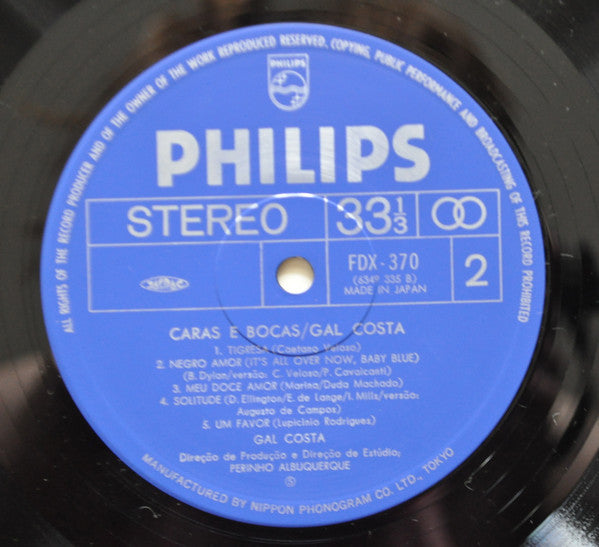 ALL RIGHTS OF THE RECORD PRODUCER AND OF THE OWNER OF THE WORK REPRODUCED RESERVED. COPYING, PUBLIC PERFORMANCE AND BROADCASTING OF THIS RECORD PROHIBITED
PHILIPS
PHILIPS
STEREO 33 1/3
FDX-370
(6349 335 B)
MADE IN JAPAN
2
CARAS E BOCAS/GAL COSTA
1. TIGRESA (Caetano Veloso)
2. NEGRO AMOR (IT'S ALL OVER NOW, BABY BLUE)
(B. Dylan/versão: C. Veloso/P. Cavalcanti)
3. MEU DOCE AMOR (Marina/Duda Machado)
4. SOLITUDE (D. Ellington/E. de Lange/I. Mills/versão:
Augusto de Campos)
5. UM FAVOR (Lupicinio Rodrigues)
GAL COSTA
Direção de Produção e Direção de Estúdio;
PERINHO ALBUQUERQUE
S
MANUFACTURED BY NIPPON PHONOGRAM CO. LTD., TOKYO